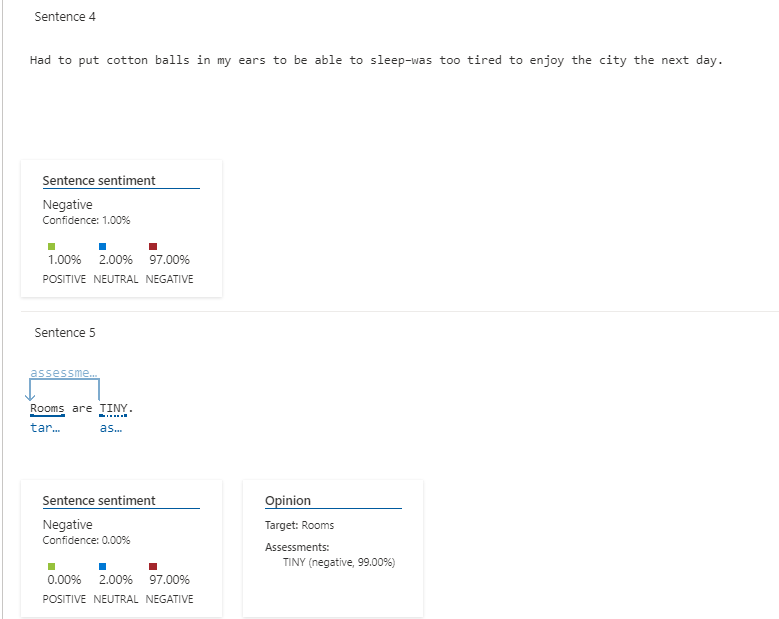 Sentence 4
Had to put cotton balls in my ears to be able to sleep-was too tired to enjoy the city the next day.
Sentence sentiment
Negative
Confidence: 1.00%
1.00% 2.00% 97.00%
POSITIVE NEUTRAL NEGATIVE
Sentence 5
assessme...
Rooms are TINY.
tar... as...
Sentence sentiment
Negative
Confidence: 0.00%
0.00% 2.00% 97.00%
POSITIVE NEUTRAL NEGATIVE
Opinion
Target: Rooms
Assessments:
TINY (negative, 99.00%)